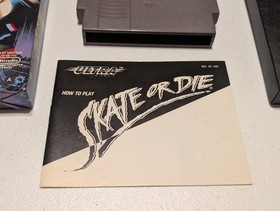 ULTRA
HOW TO PLAY
SKATE OR DIE